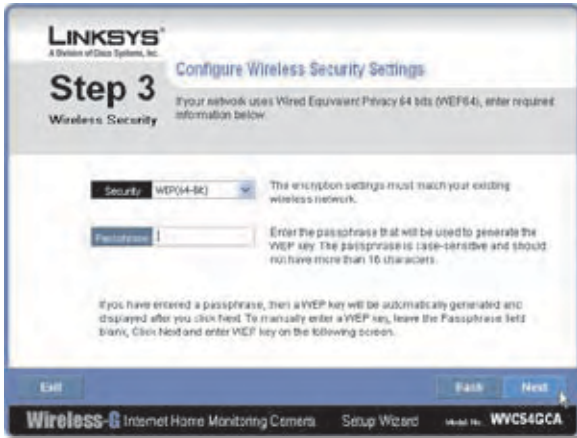 LINKSYS®
A Division of Cisco Systems, Inc.
Step 3
Wireless Security
Configure Wireless Security Settings
If your network uses Wired Equivalent Privacy 64 bits (WEP64), enter required
information below.
Security WEP(64-Bit)
The encryption settings must match your existing
wireless network.
Passphrase
Enter the passphrase that will be used to generate the
WEP key. The passphrase is case-sensitive and should
not have more than 16 characters.
If you have entered a passphrase, then a WEP key will be automatically generated and
displayed after you click Next. To manually enter a WEP key, leave the Passphrase field
blank, Click Next and enter WEP key on the following screen.
Exit Back Next
Wireless-G Internet Home Monitoring Camera Setup Wizard Model No. WVC54GCA